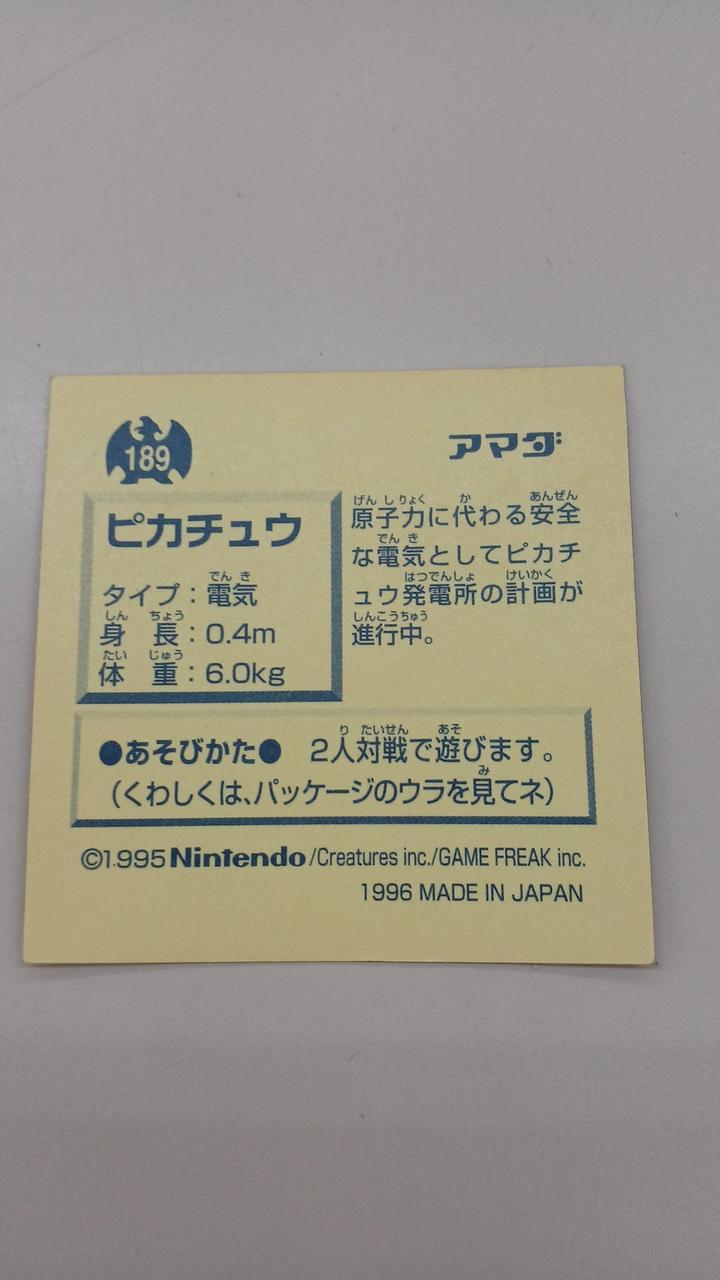 189
アマダ
ピカチュウ
タイプ：電気
身長：0.4m
体重：6.0kg
原子力に代わる安全
な電気としてピカチ
ュウ発電所の計画が
進行中。
●あそびかた● 2人対戦で遊びます。
（くわしくは、パッケージのウラを見てネ）
©1995 Nintendo/Creatures inc./GAME FREAK inc.
1996 MADE IN JAPAN